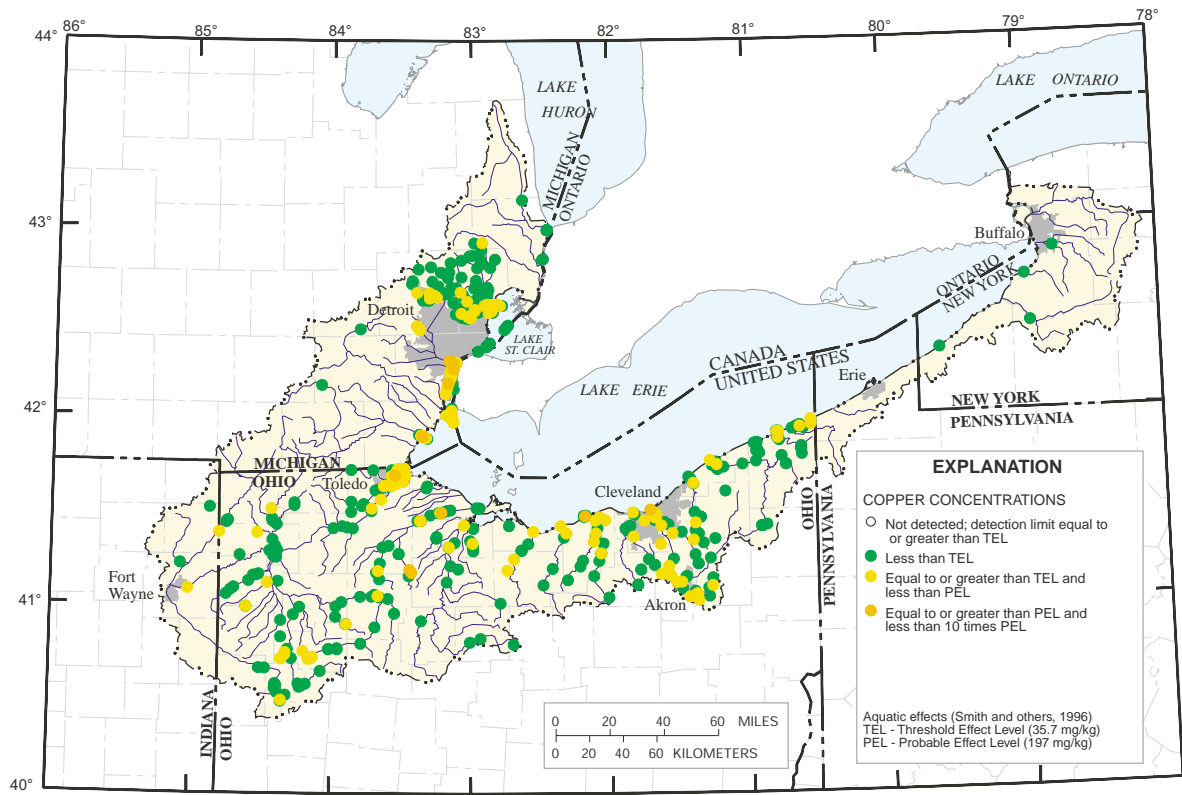 86°
85°
84°
83°
82°
81°
80°
79°
78°
44°
43°
42°
41°
40°
LAKE
HURON
MICHIGAN
ONTARIO
LAKE ONTARIO
Buffalo
ONTARIO
NEW YORK
Detroit
LAKE
ST. CLAIR
CANADA
UNITED STATES
LAKE ERIE
Erie
NEW YORK
PENNSYLVANIA
MICHIGAN
OHIO
Toledo
Cleveland
OHIO
PENNSYLVANIA
Fort
Wayne
Akron
INDIANA
OHIO
EXPLANATION
COPPER CONCENTRATIONS
Not detected; detection limit equal to
or greater than TEL
Less than TEL
Equal to or greater than TEL and
less than PEL
Equal to or greater than PEL and
less than 10 times PEL
Aquatic effects (Smith and others, 1996)
TEL - Threshold Effect Level (35.7 mg/kg)
PEL - Probable Effect Level (197 mg/kg)
0 20 40 60 MILES
0 20 40 60 KILOMETERS